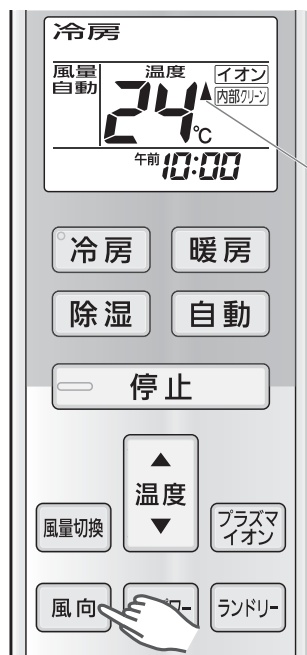 冷房
風量 温度 イオン
自動 24℃ 内部クリーン
午前 10:00
冷房 暖房
除湿 自動
停止
▲
風量切換 温度 プラズマイオン
▼
風向 ワー ランドリー